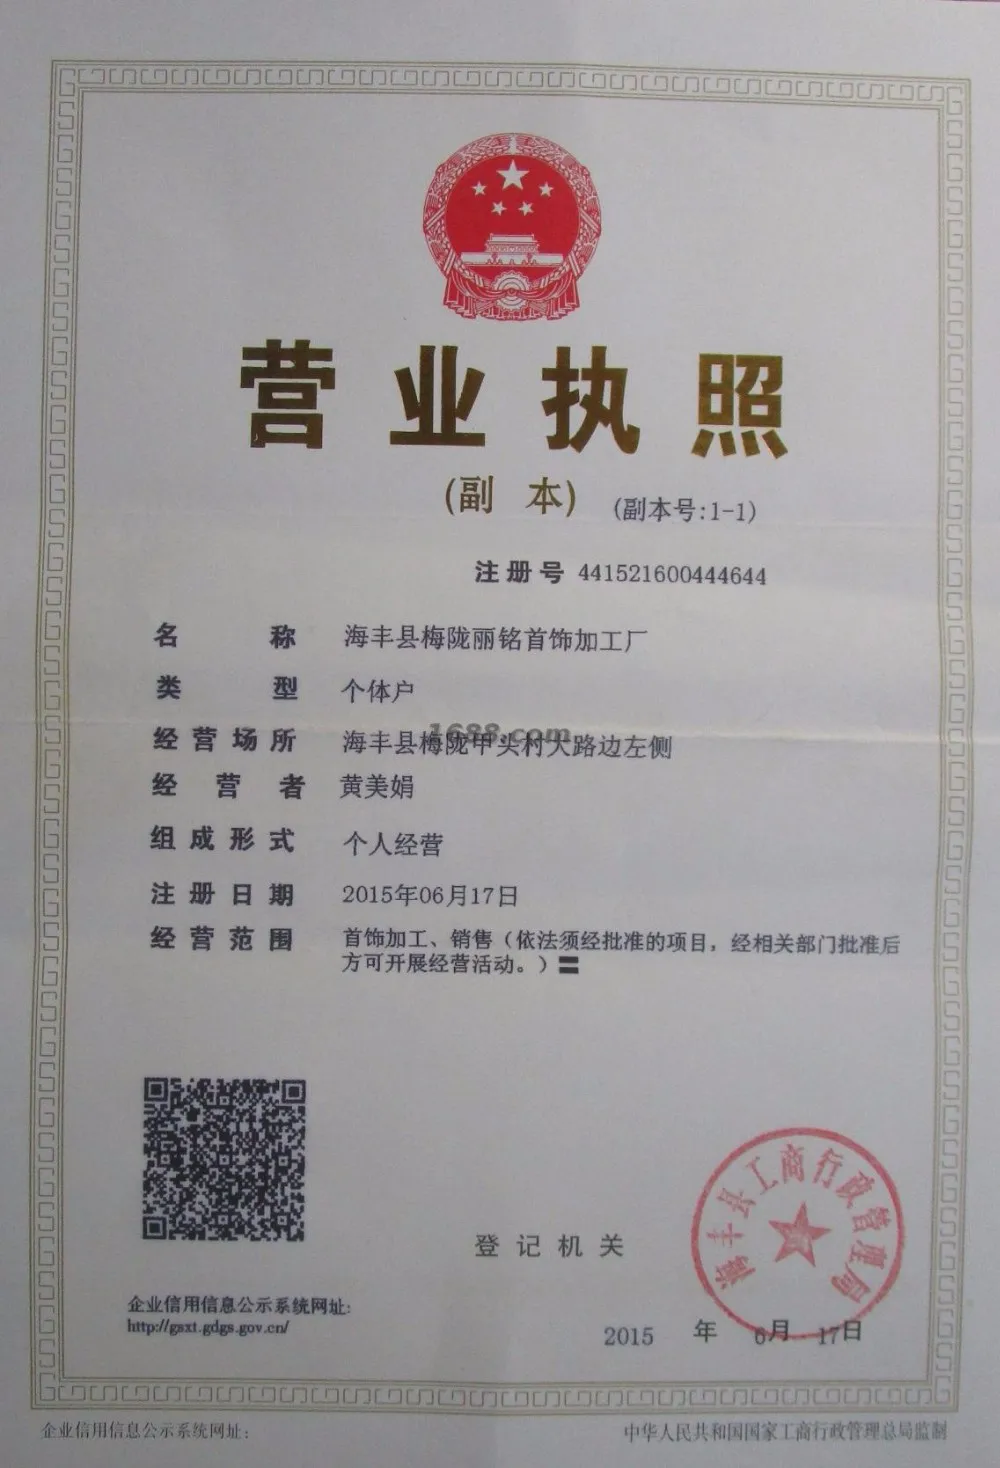 营业执照
(副 本) (副本号:1-1)
注册号 441521600444644
名称 海丰县梅陇丽铭首饰加工厂
类型 个体户
1688.com
经营场所 海丰县梅陇甲头村大路边左侧
经营者 黄美娟
组成形式 个人经营
注册日期 2015年06月17日
经营范围 首饰加工、销售（依法须经批准的项目，经相关部门批准后
方可开展经营活动。）〓
海丰县工商行政管理局
登记机关
企业信用信息公示系统网址:
http://gsxt.gdgs.gov.cn/
2015 年 6月 17日
企业信用信息公示系统网址：
中华人民共和国国家工商行政管理总局监制